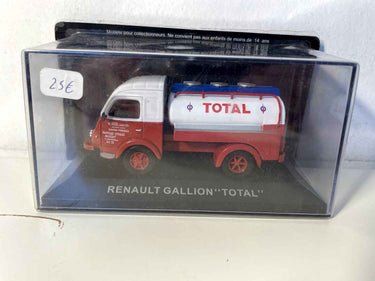 Modèle pour collectionneurs. Ne convient pas aux enfants de moins de 14 ans
25€
TOTAL
RENAULT GALLION "TOTAL"